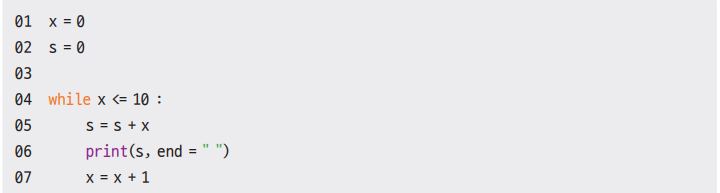 01 x = 0
02 s = 0
03
04 while x <= 10 :
05 s = s + x
06 print(s, end = " ")
07 x = x + 1